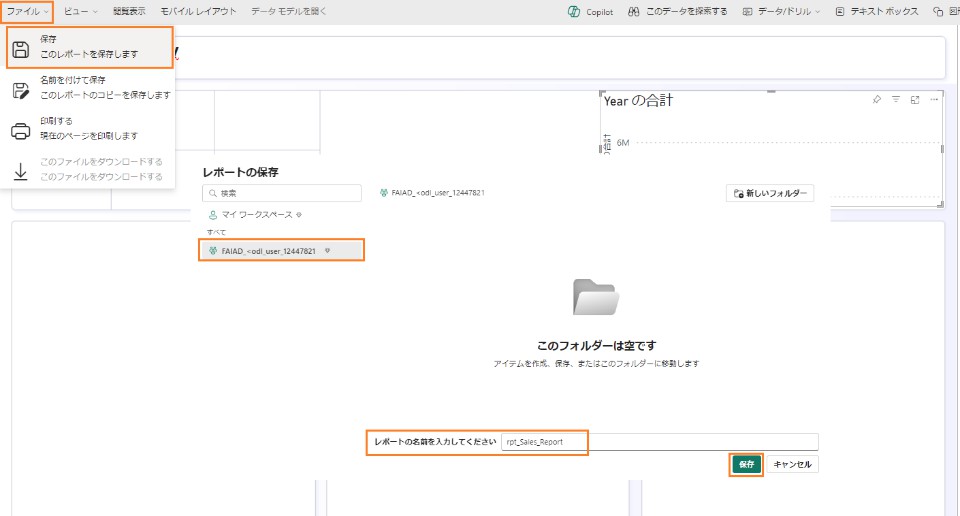 ファイル ビュー 閲覧表示 モバイル レイアウト データ モデルを開く Copilot このデータを探索する データ/ドリル テキスト ボックス
保存
このレポートを保存します
名前を付けて保存
このレポートのコピーを保存します
印刷する
現在のページを印刷します
このファイルをダウンロードする
このファイルをダウンロードする
Year の合計
6M
レポートの保存
検索
FAIAD_<odl_user_12447821
新しいフォルダー
マイ ワークスペース
すべて
FAIAD_<odl_user_12447821
このフォルダーは空です
アイテムを作成、保存、またはこのフォルダーに移動します
レポートの名前を入力してください rpt_Sales_Report
保存 キャンセル